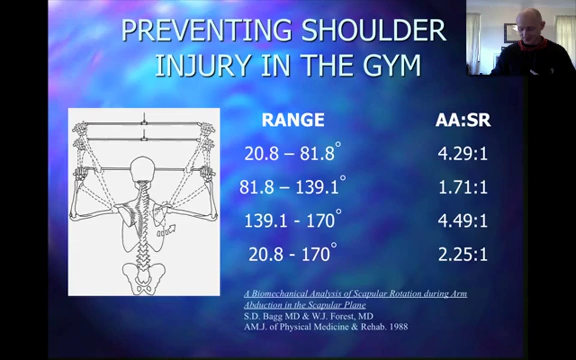 PREVENTING SHOULDER
INJURY IN THE GYM
RANGE AA:SR
20.8 – 81.8° 4.29:1
81.8 – 139.1° 1.71:1
139.1 - 170° 4.49:1
20.8 - 170° 2.25:1
A Biomechanical Analysis of Scapular Rotation during Arm
Abduction in the Scapular Plane
S.D. Bagg MD & W.J. Forest, MD
AM.J. of Physical Medicine & Rehab. 1988